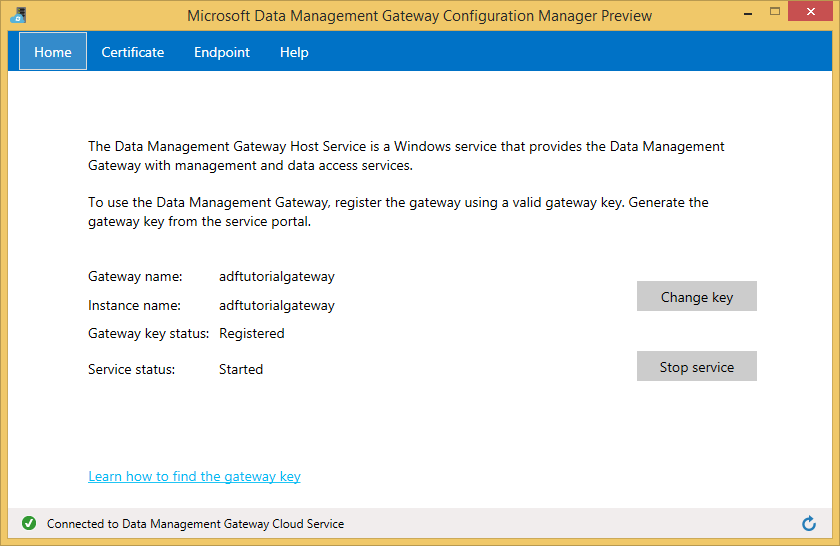 Microsoft Data Management Gateway Configuration Manager Preview
Home Certificate Endpoint Help
The Data Management Gateway Host Service is a Windows service that provides the Data Management
Gateway with management and data access services.
To use the Data Management Gateway, register the gateway using a valid gateway key. Generate the
gateway key from the service portal.
Gateway name: adftutorialgateway
Instance name: adftutorialgateway
Change key
Gateway key status: Registered
Service status: Started
Stop service
Learn how to find the gateway key
Connected to Data Management Gateway Cloud Service